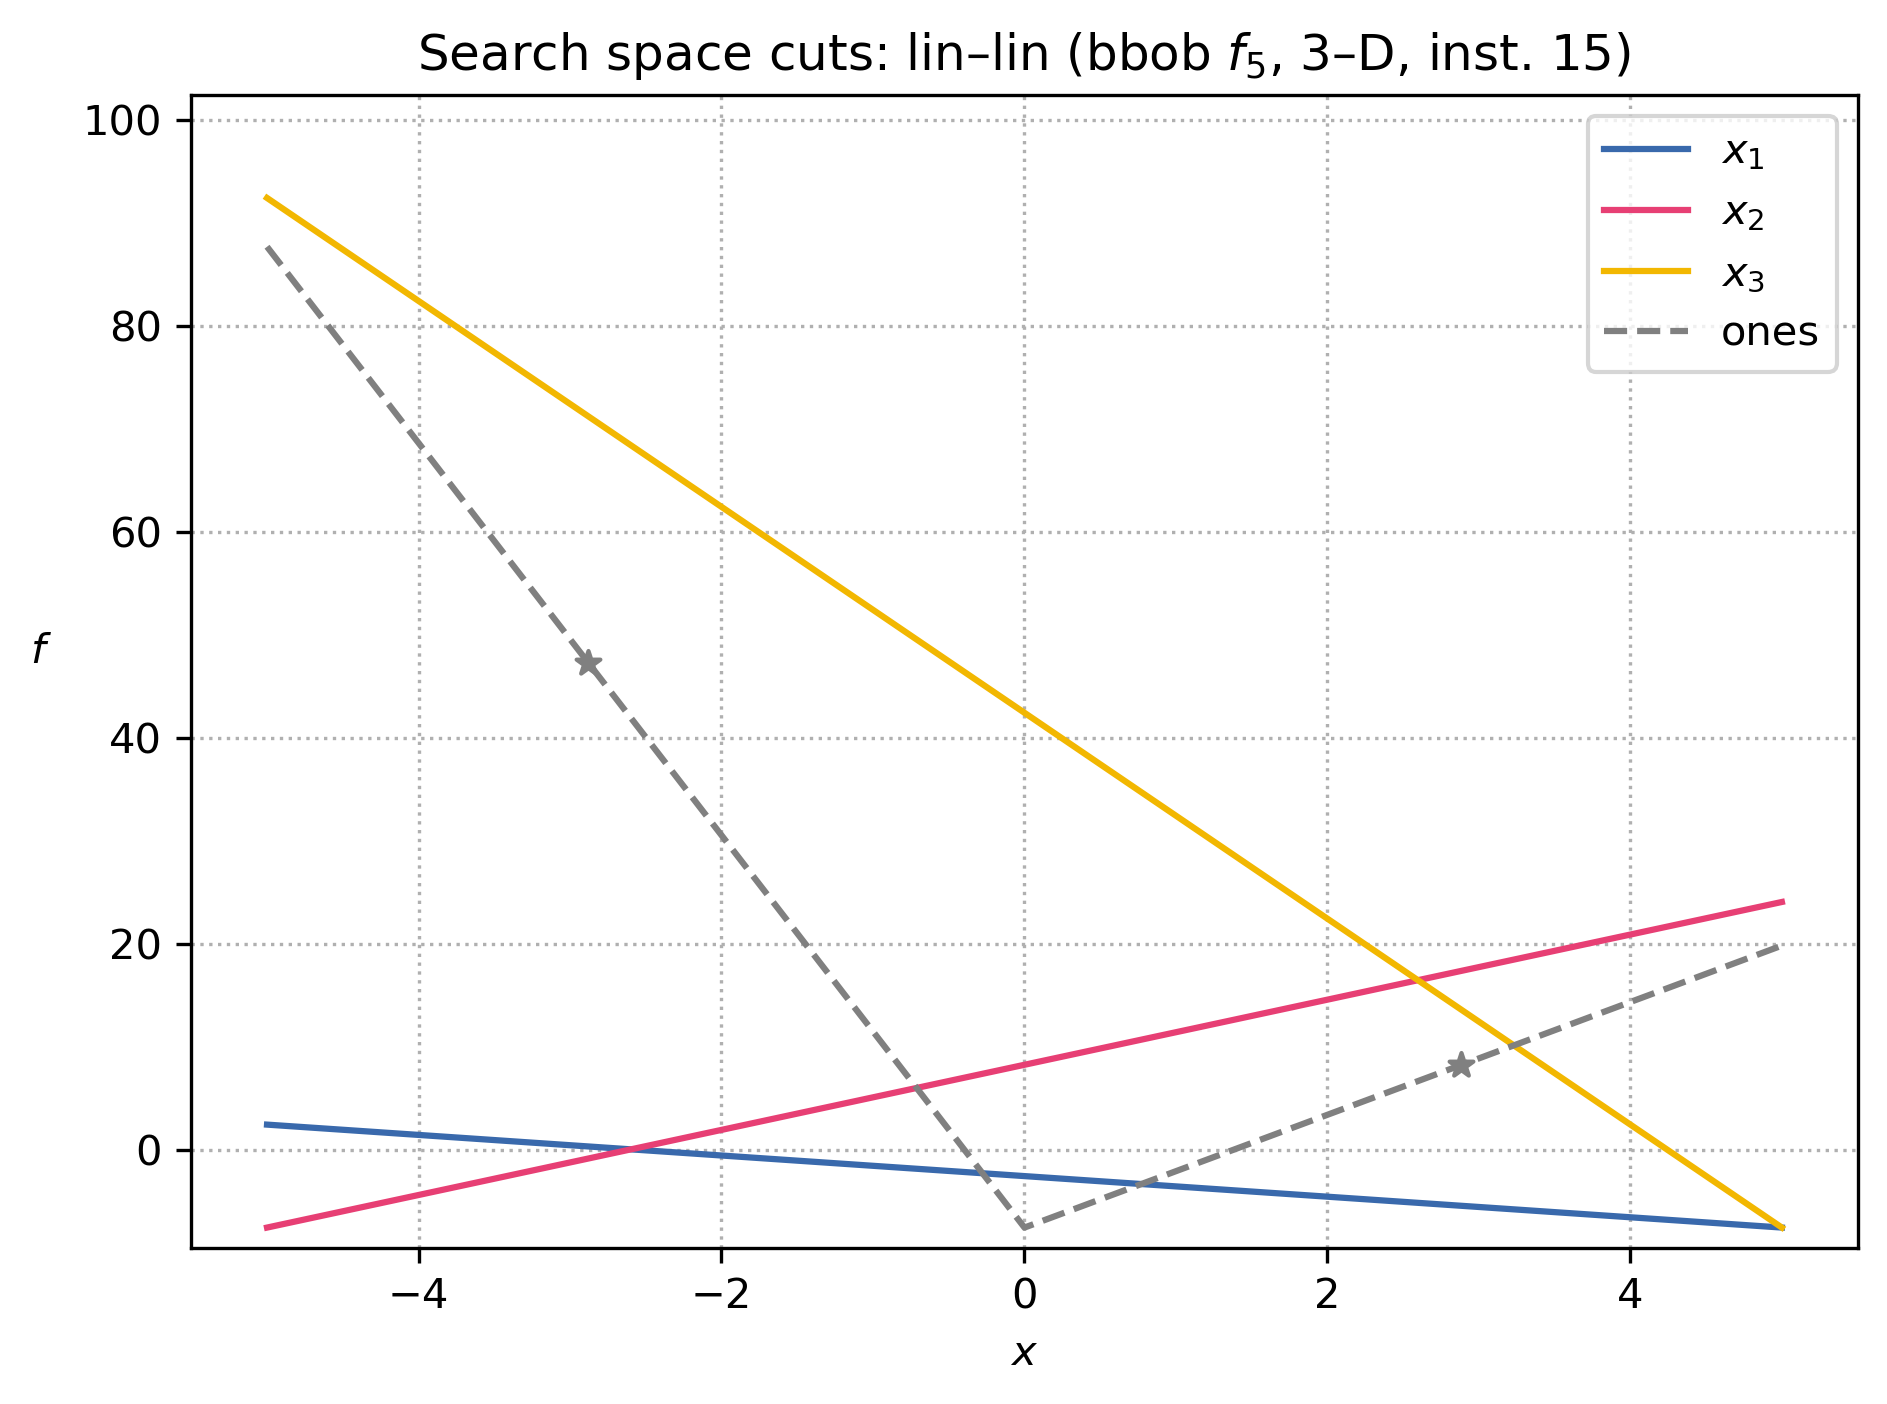 Search space cuts: lin–lin (bbob f₅, 3–D, inst. 15)
100
80
60
40
20
0
f
x₁
x₂
x₃
ones
−4
−2
0
2
4
x